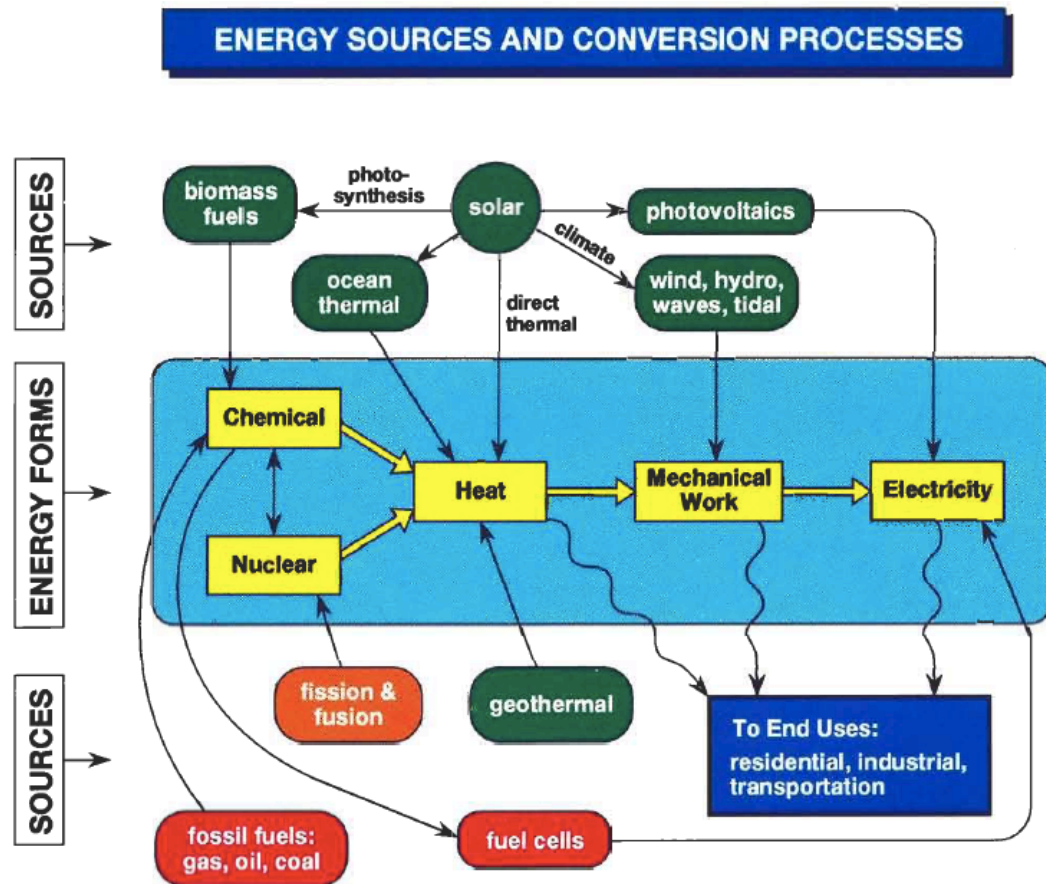 ENERGY SOURCES AND CONVERSION PROCESSES
SOURCES
biomass
fuels
photo-
synthesis
solar
photovoltaics
climate
ocean
thermal
direct
thermal
wind, hydro,
waves, tidal
ENERGY FORMS
Chemical
Heat
Mechanical
Work
Electricity
Nuclear
SOURCES
fission &
fusion
geothermal
To End Uses:
residential, industrial,
transportation
fossil fuels:
gas, oil, coal
fuel cells